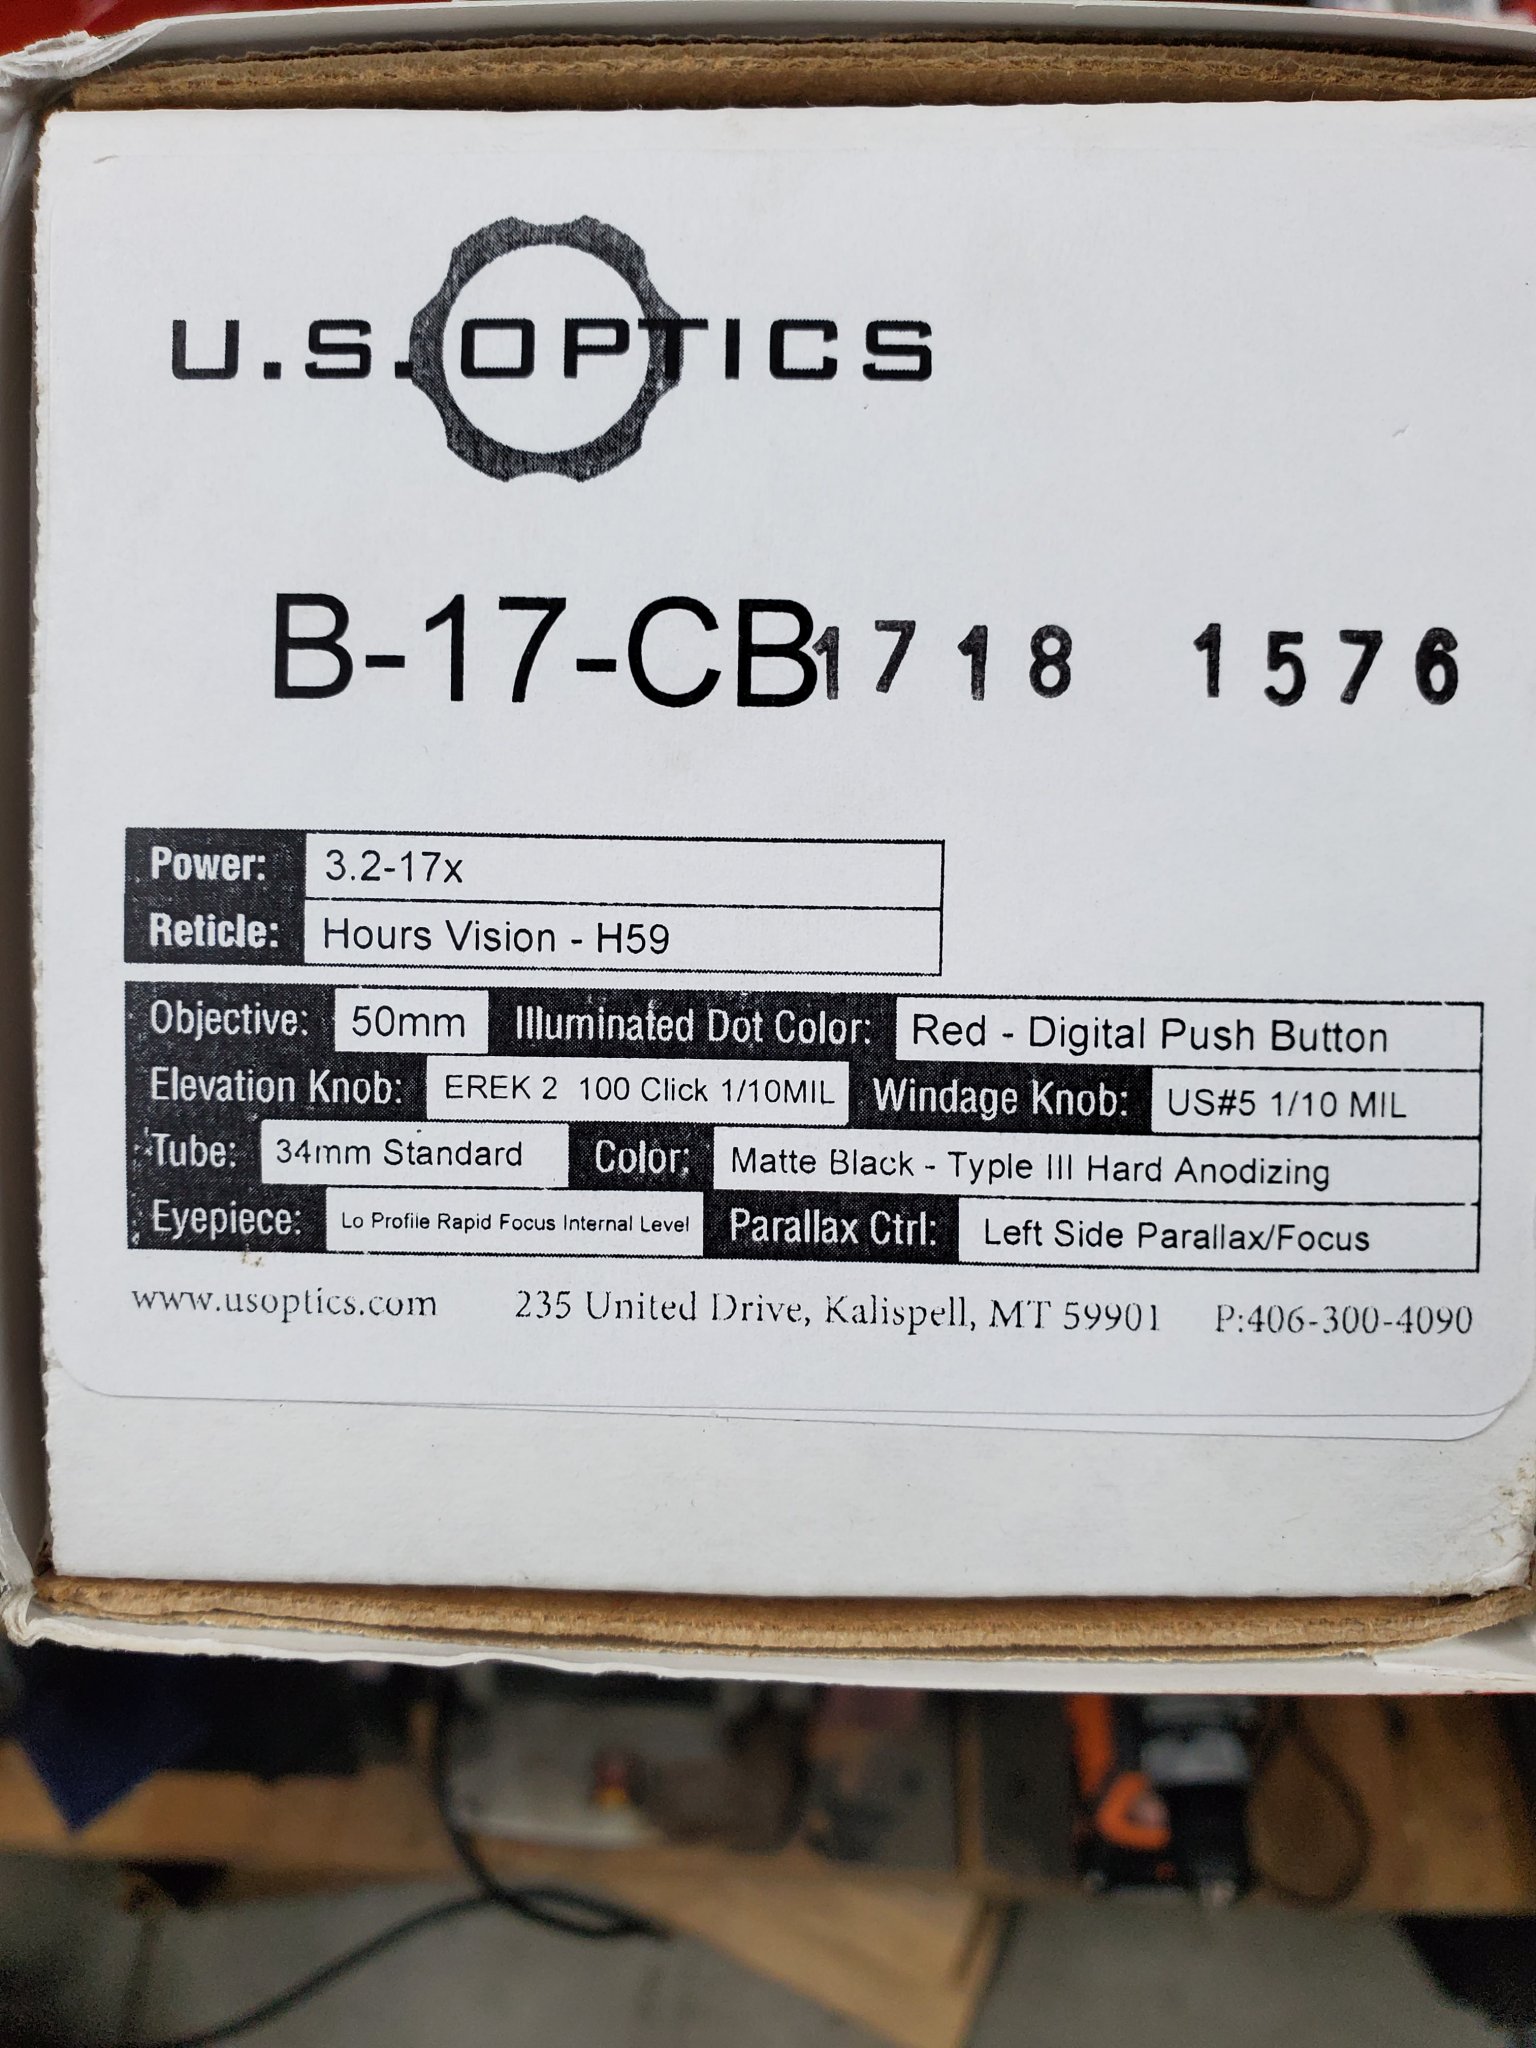 U.S. OPTICS
B-17-CB 1718 1576
Power: 3.2-17x
Reticle: Hours Vision - H59
Objective: 50mm Illuminated Dot Color: Red - Digital Push Button
Elevation Knob: EREK 2 100 Click 1/10MIL Windage Knob: US#5 1/10 MIL
Tube: 34mm Standard Color: Matte Black - Typle III Hard Anodizing
Eyepiece: Lo Profile Rapid Focus Internal Level Parallax Ctrl: Left Side Parallax/Focus
www.usoptics.com 235 United Drive, Kalispell, MT 59901 P:406-300-4090